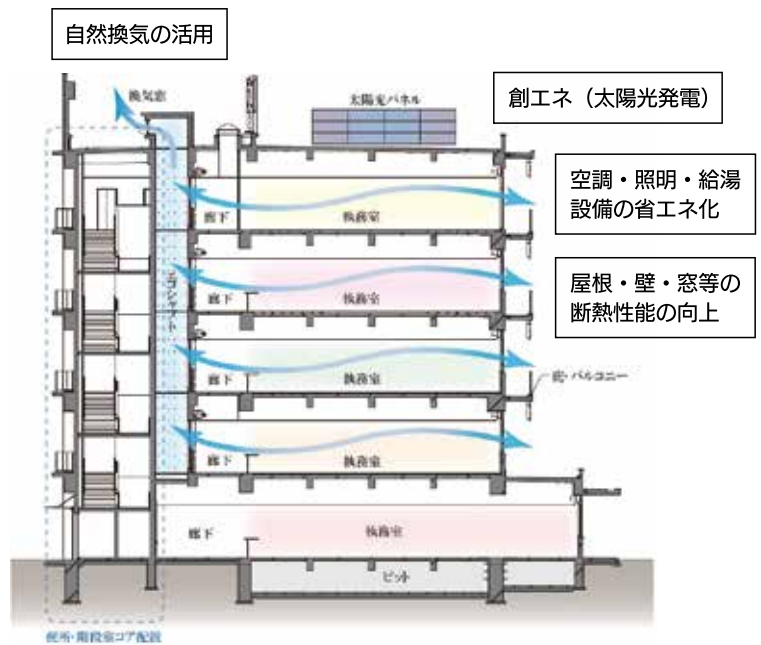 自然換気の活用
換気窓
太陽光パネル
創エネ（太陽光発電）
空調・照明・給湯
設備の省エネ化
廊下
執務室
屋根・壁・窓等の
断熱性能の向上
エコシャフト
廊下
執務室
廊下
執務室
庇・バルコニー
廊下
執務室
廊下
執務室
ピット
便所・階段室コア配置